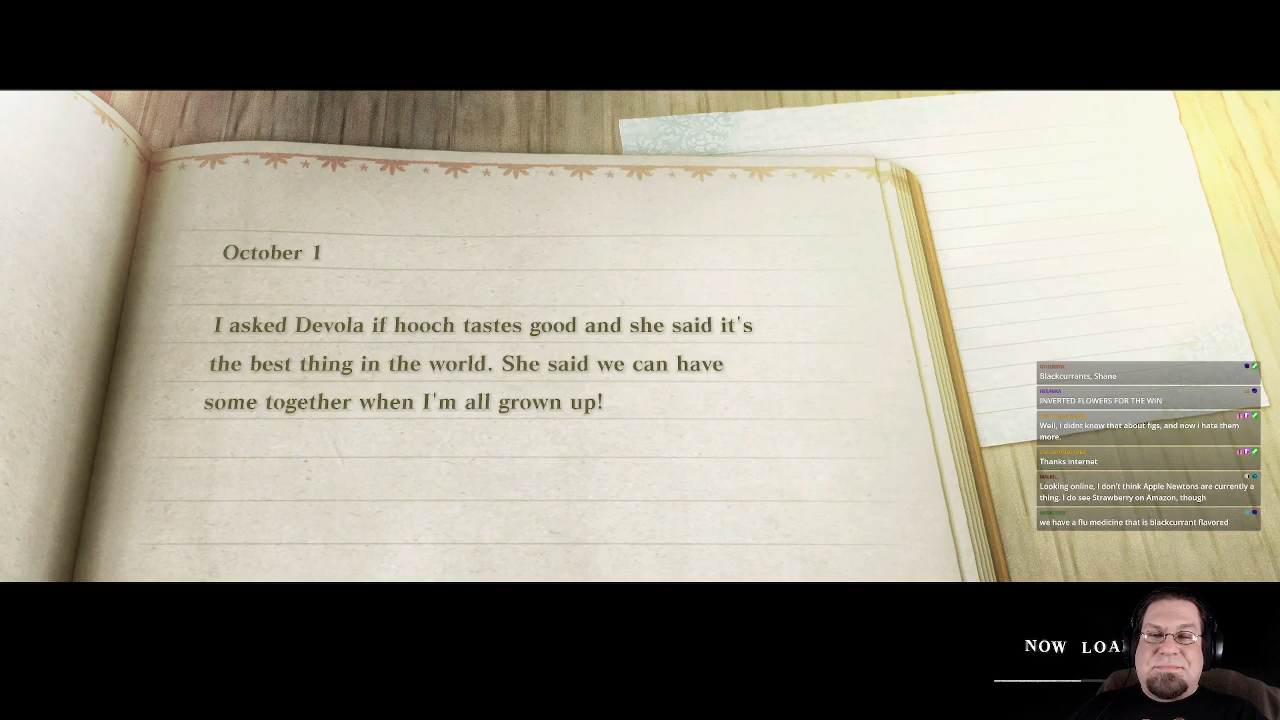 October 1
I asked Devola if hooch tastes good and she said it's
the best thing in the world. She said we can have
some together when I'm all grown up!
Blackcurrants, Shane
INVERTED FLOWERS FOR THE WIN
Well, i didnt know that about figs, and now i hate them
more.
Thanks internet
Looking online, I don't think Apple Newtons are currently a
thing. I do see Strawberry on Amazon, though
we have a flu medicine that is blackcurrant flavored
NOW LOA